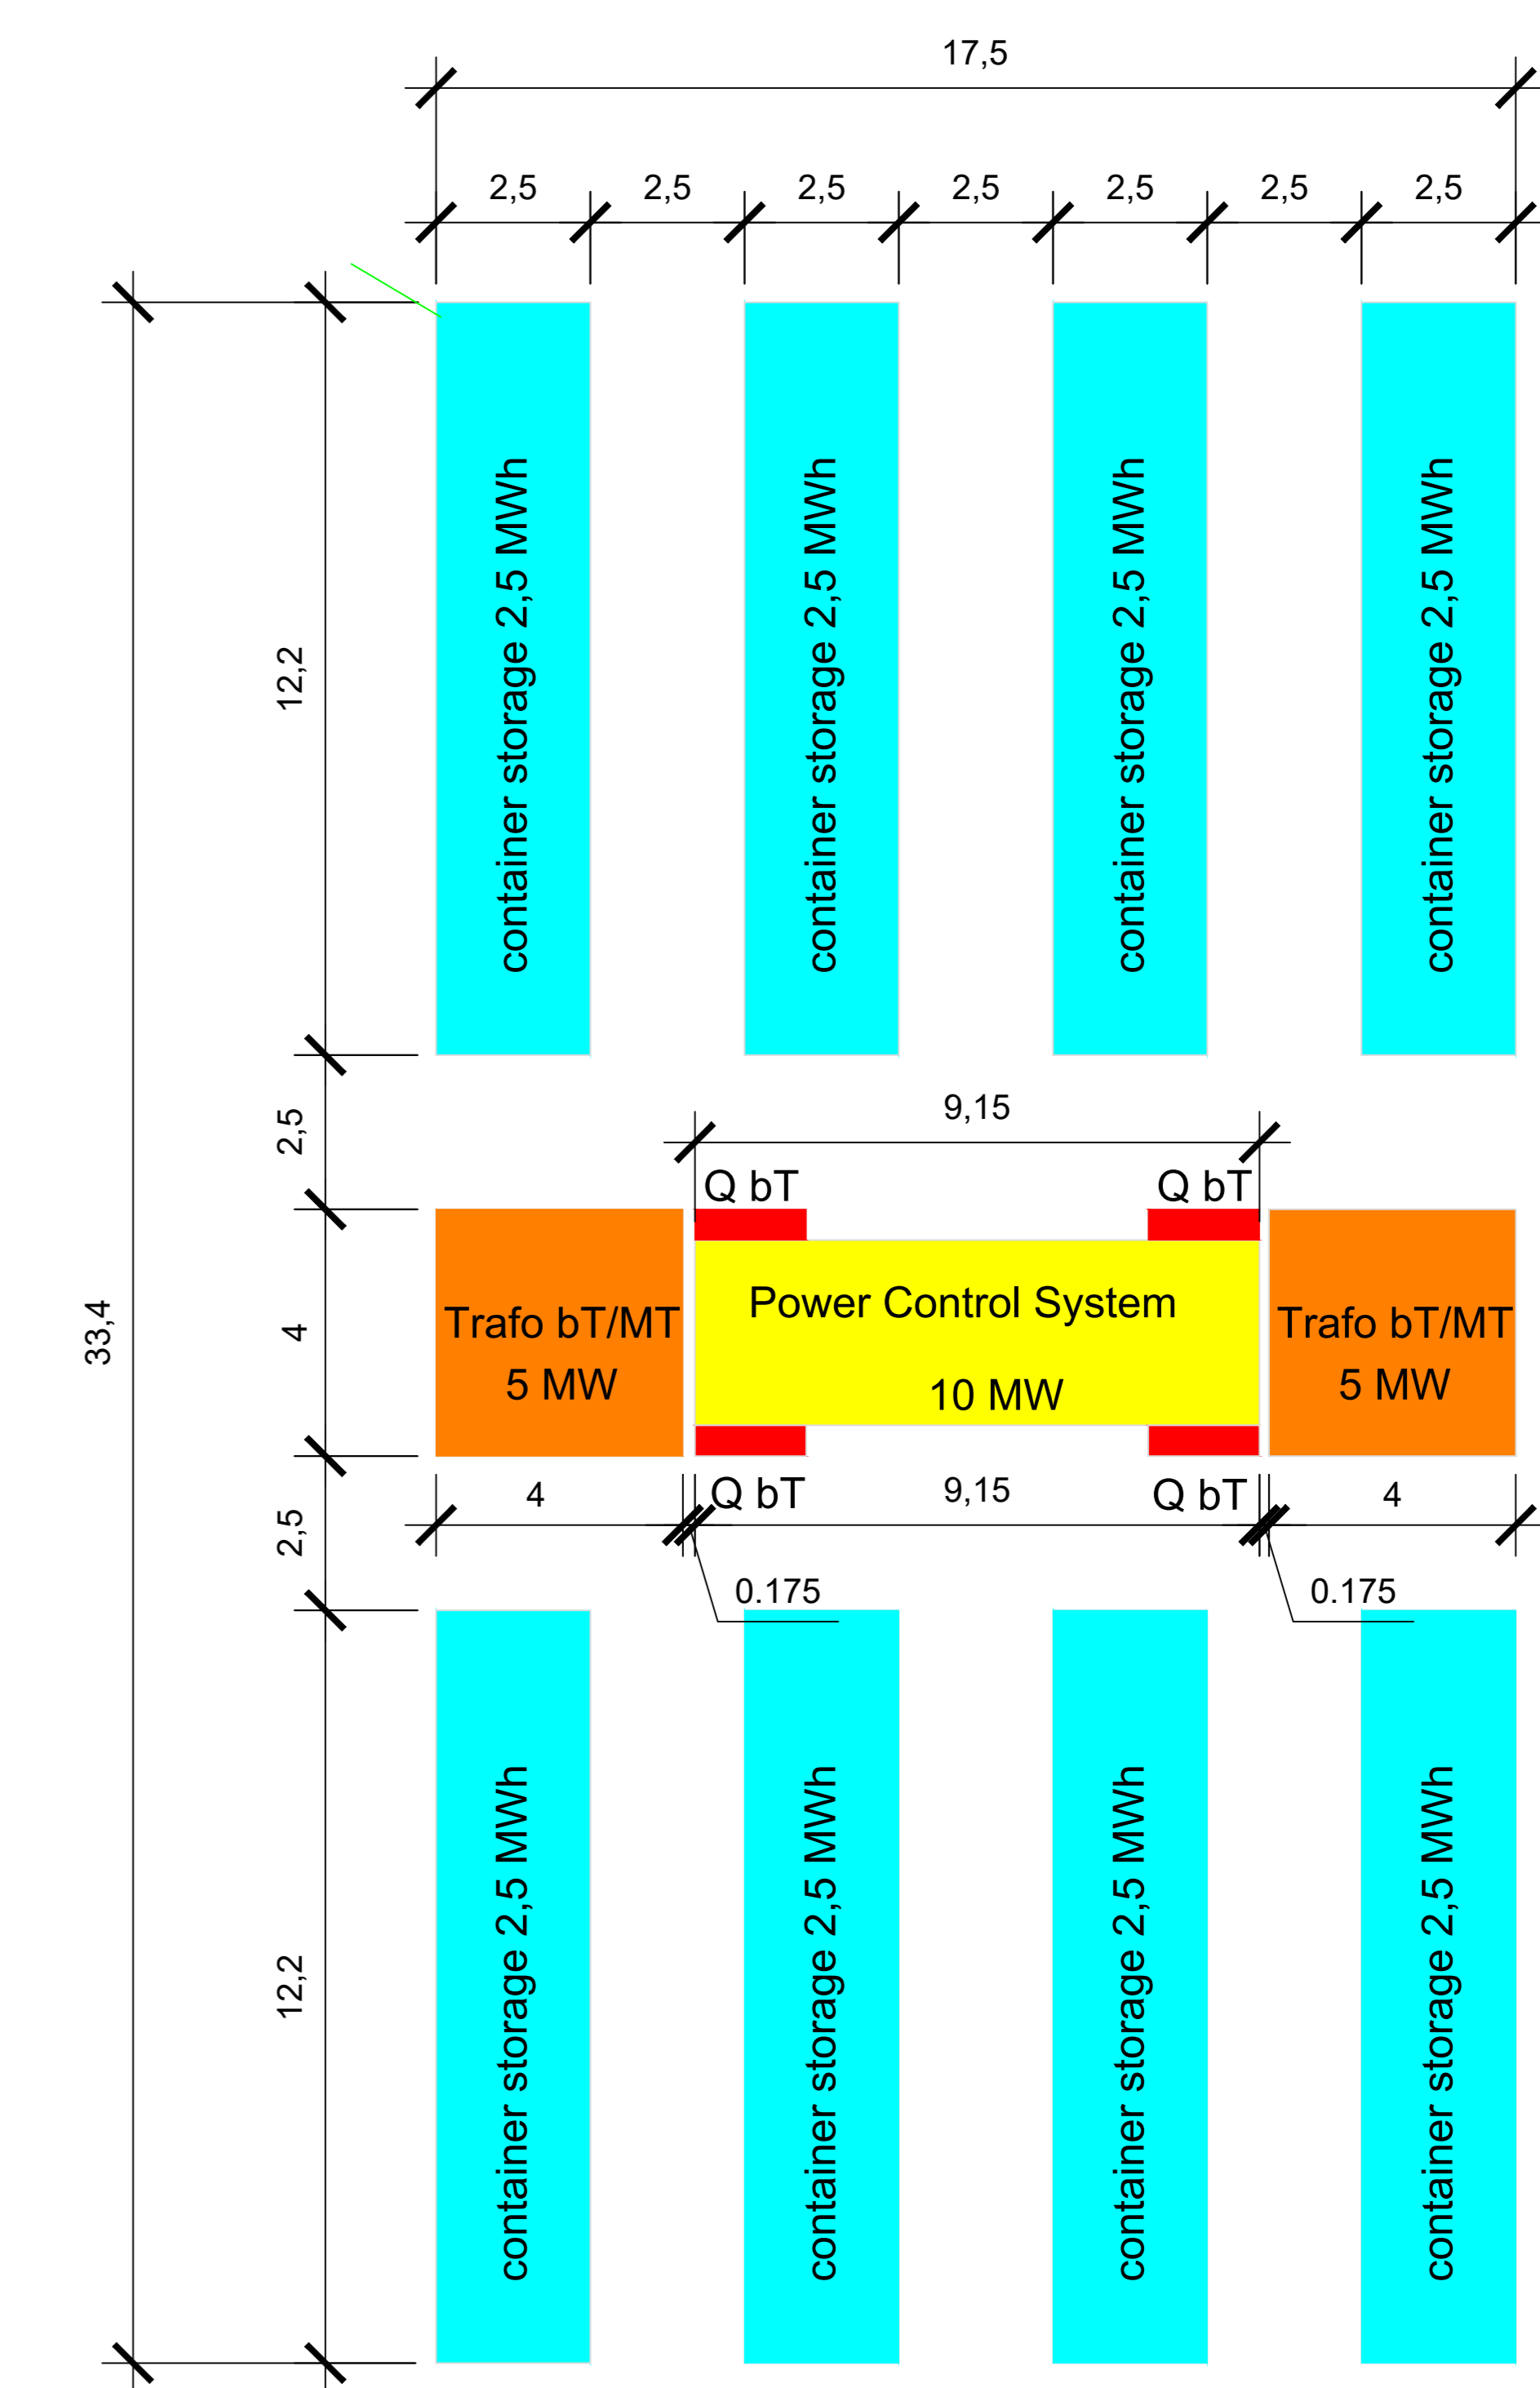 17,5
2,5
2,5
2,5
2,5
2,5
2,5
2,5
container storage 2,5 MWh
container storage 2,5 MWh
container storage 2,5 MWh
container storage 2,5 MWh
12,2
2,5
9,15
Q bT
Q bT
33,4
4
Trafo bT/MT
5 MW
Power Control System
10 MW
Trafo bT/MT
5 MW
2,5
4
Q bT
9,15
Q bT
4
0.175
0.175
12,2
container storage 2,5 MWh
container storage 2,5 MWh
container storage 2,5 MWh
container storage 2,5 MWh